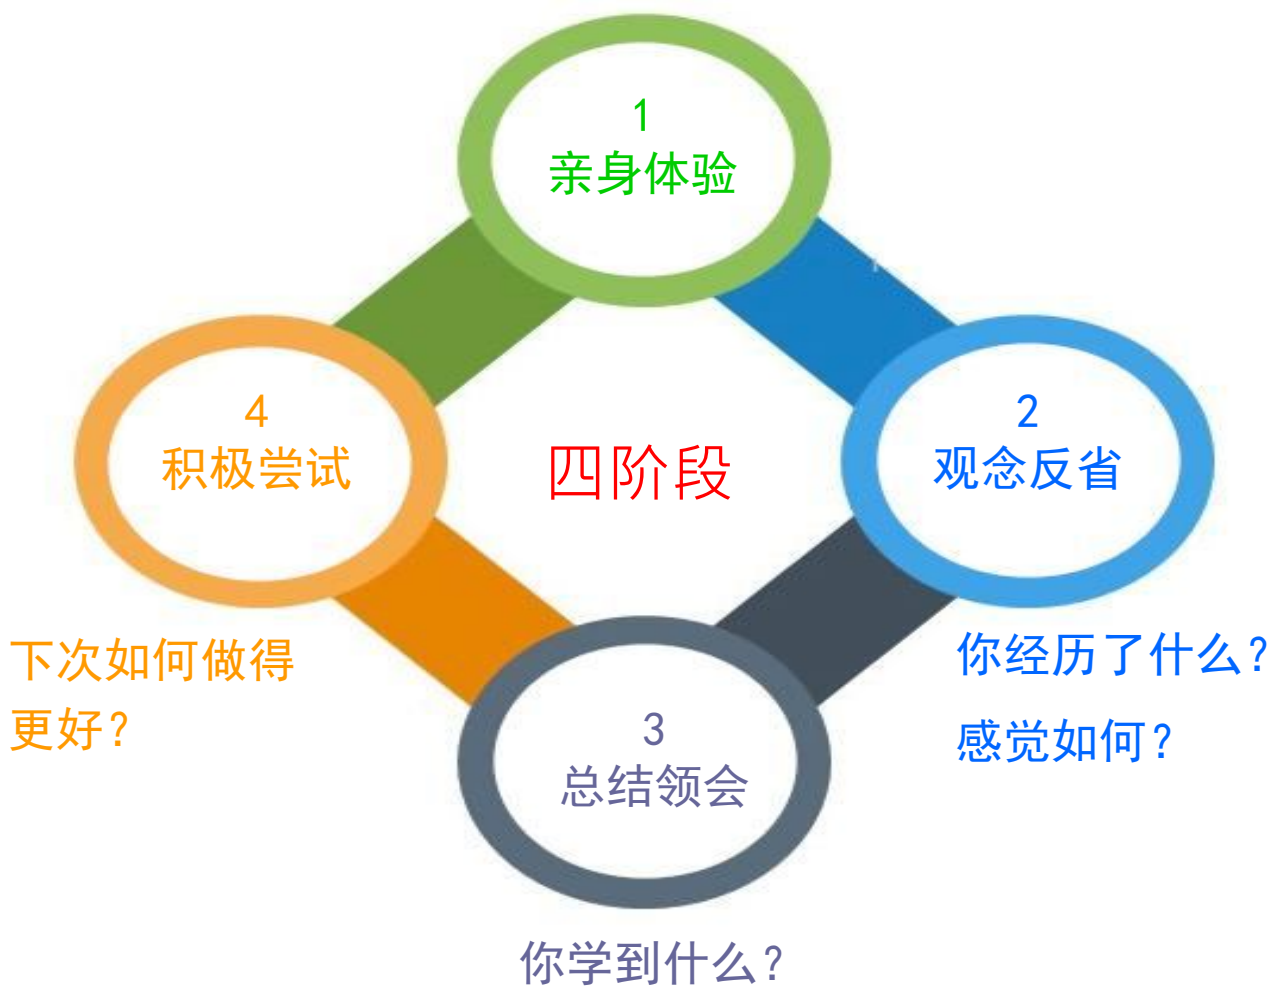 1
亲身体验
2
观念反省
你经历了什么？
感觉如何？
3
总结领会
你学到什么？
4
积极尝试
下次如何做得
更好？
四阶段